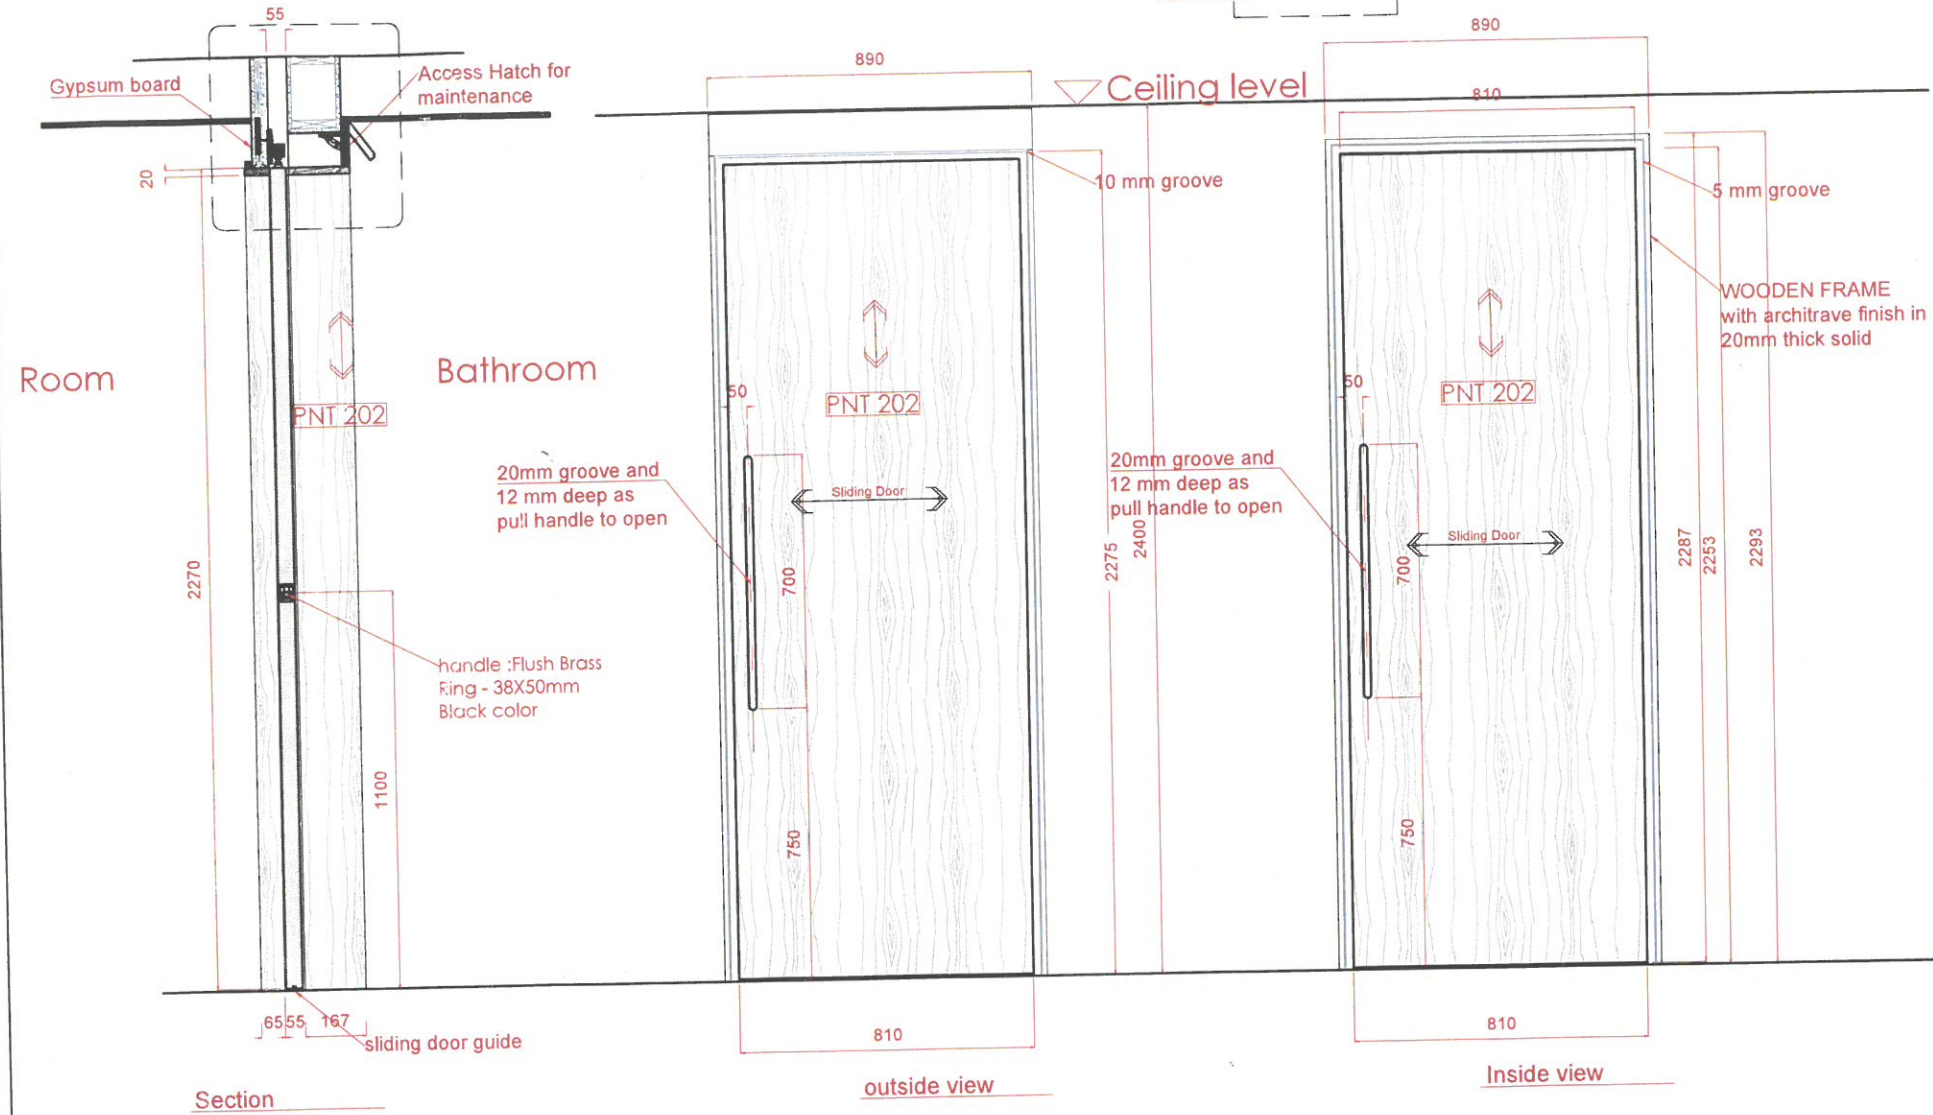 55
Gypsum board
Access Hatch for
maintenance
20
Room
Bathroom
PNT 202
2270
handle :Flush Brass
Ring - 38X50mm
Black color
1100
65
55
167
sliding door guide
Section
890
Ceiling level
10 mm groove
50
PNT 202
20mm groove and
12 mm deep as
pull handle to open
Sliding Door
700
750
2275
2400
810
outside view
890
810
5 mm groove
WOODEN FRAME
with architrave finish in
20mm thick solid
50
PNT 202
20mm groove and
12 mm deep as
pull handle to open
Sliding Door
700
750
2287
2253
2293
810
Inside view